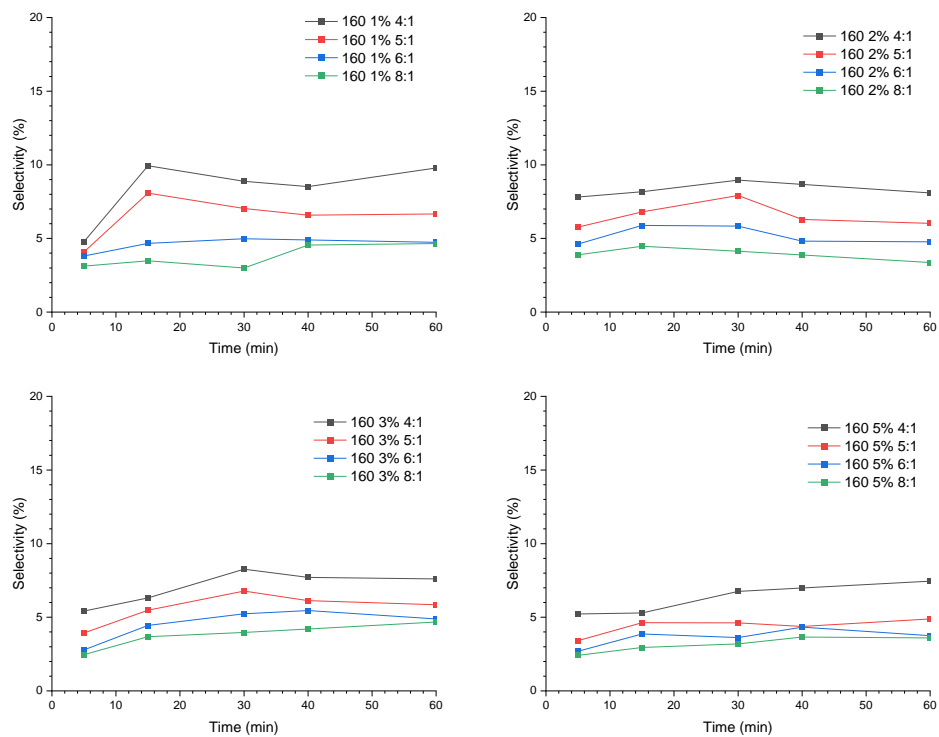 20
15
10
5
0
Selectivity (%)
160 1% 4:1
160 1% 5:1
160 1% 6:1
160 1% 8:1
0 10 20 30 40 50 60
Time (min)
20
15
10
5
0
Selectivity (%)
160 2% 4:1
160 2% 5:1
160 2% 6:1
160 2% 8:1
0 10 20 30 40 50 60
Time (min)
20
15
10
5
0
Selectivity (%)
160 3% 4:1
160 3% 5:1
160 3% 6:1
160 3% 8:1
0 10 20 30 40 50 60
Time (min)
20
15
10
5
0
Selectivity (%)
160 5% 4:1
160 5% 5:1
160 5% 6:1
160 5% 8:1
0 10 20 30 40 50 60
Time (min)